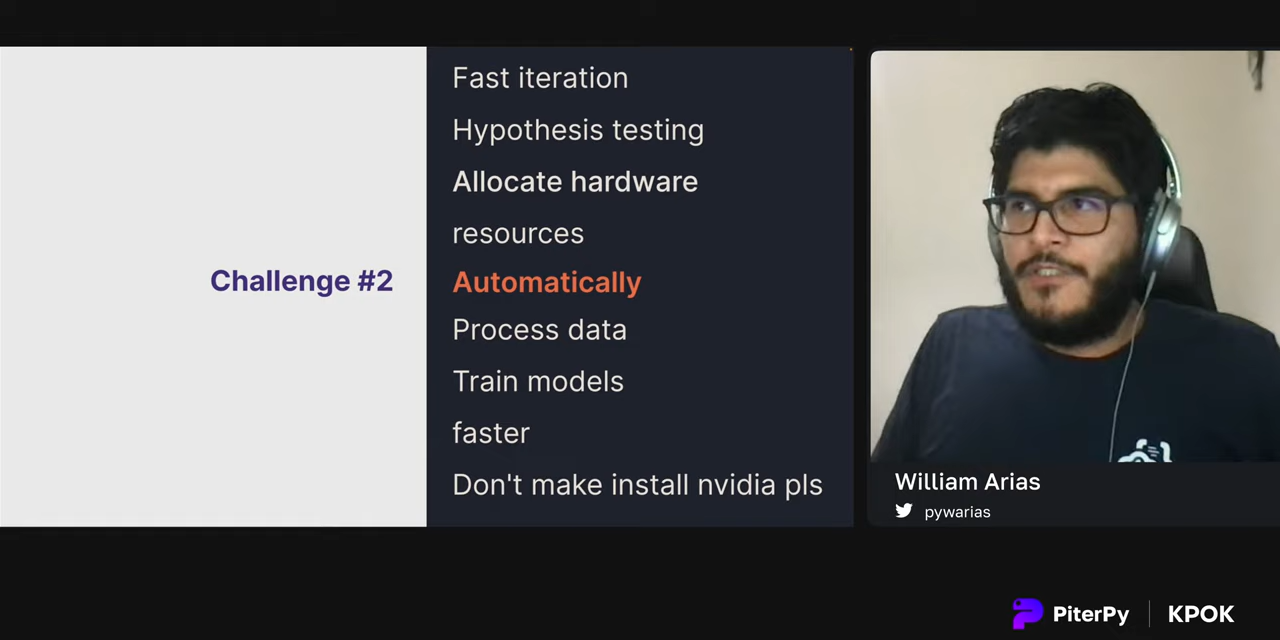 Challenge #2
Fast iteration
Hypothesis testing
Allocate hardware
resources
Automatically
Process data
Train models
faster
Don't make install nvidia pls
William Arias
pywarias
PiterPy
KPOK